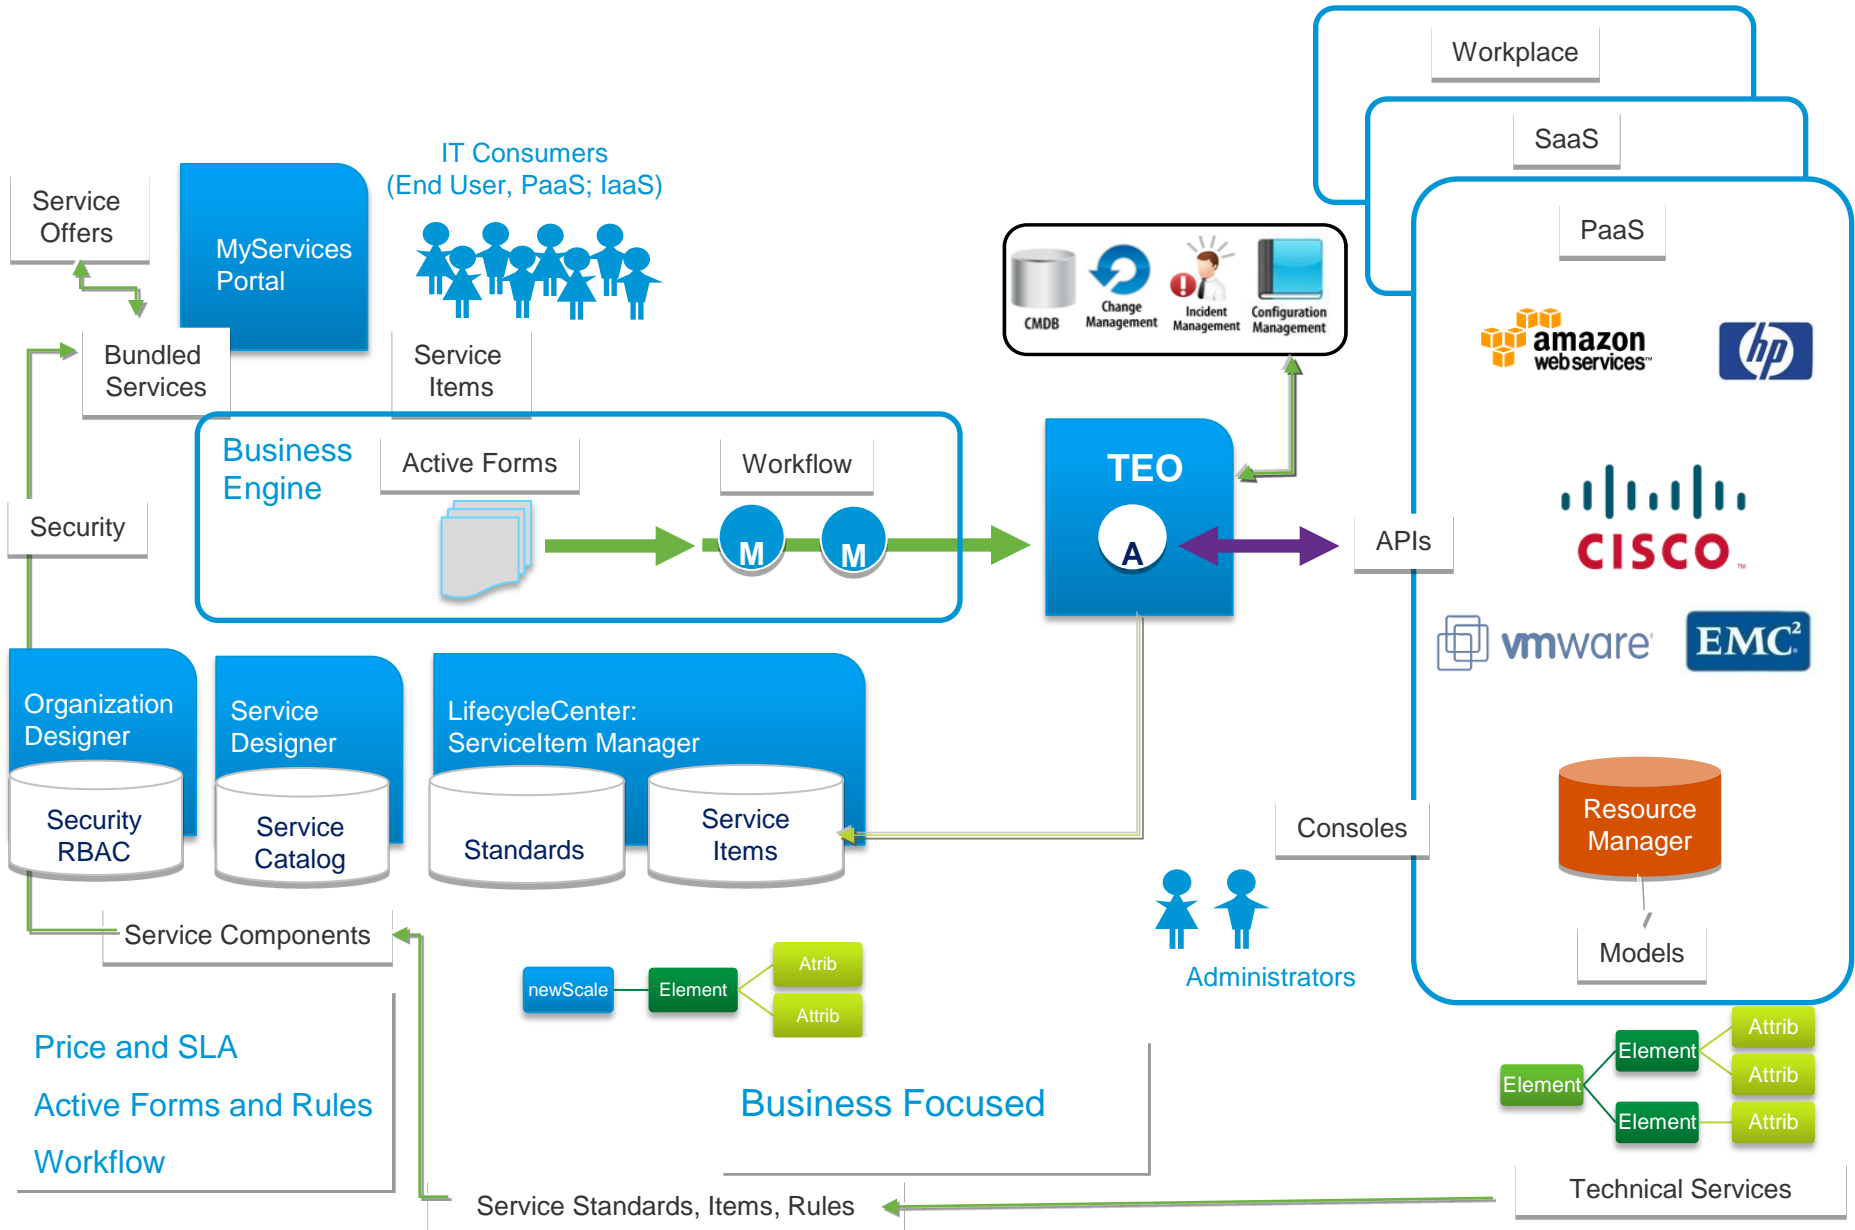 Workplace
SaaS
PaaS
IT Consumers
(End User, PaaS; IaaS)
Service
Offers
MyServices
Portal
Bundled
Services
Service
Items
CMDB
Change
Management
Incident
Management
Configuration
Management
amazon
webservices™
hp
Business
Engine
Active Forms
Workflow
M
M
TEO
A
APIs
Security
CISCO™
vmware
EMC²
Organization
Designer
Security
RBAC
Service
Designer
Service
Catalog
LifecycleCenter:
ServiceItem Manager
Standards
Service
Items
Consoles
Resource
Manager
Models
Administrators
Service Components
newScale
Element
Atrib
Attrib
Price and SLA
Active Forms and Rules
Workflow
Business Focused
Element
Element
Attrib
Attrib
Element
Attrib
Service Standards, Items, Rules
Technical Services